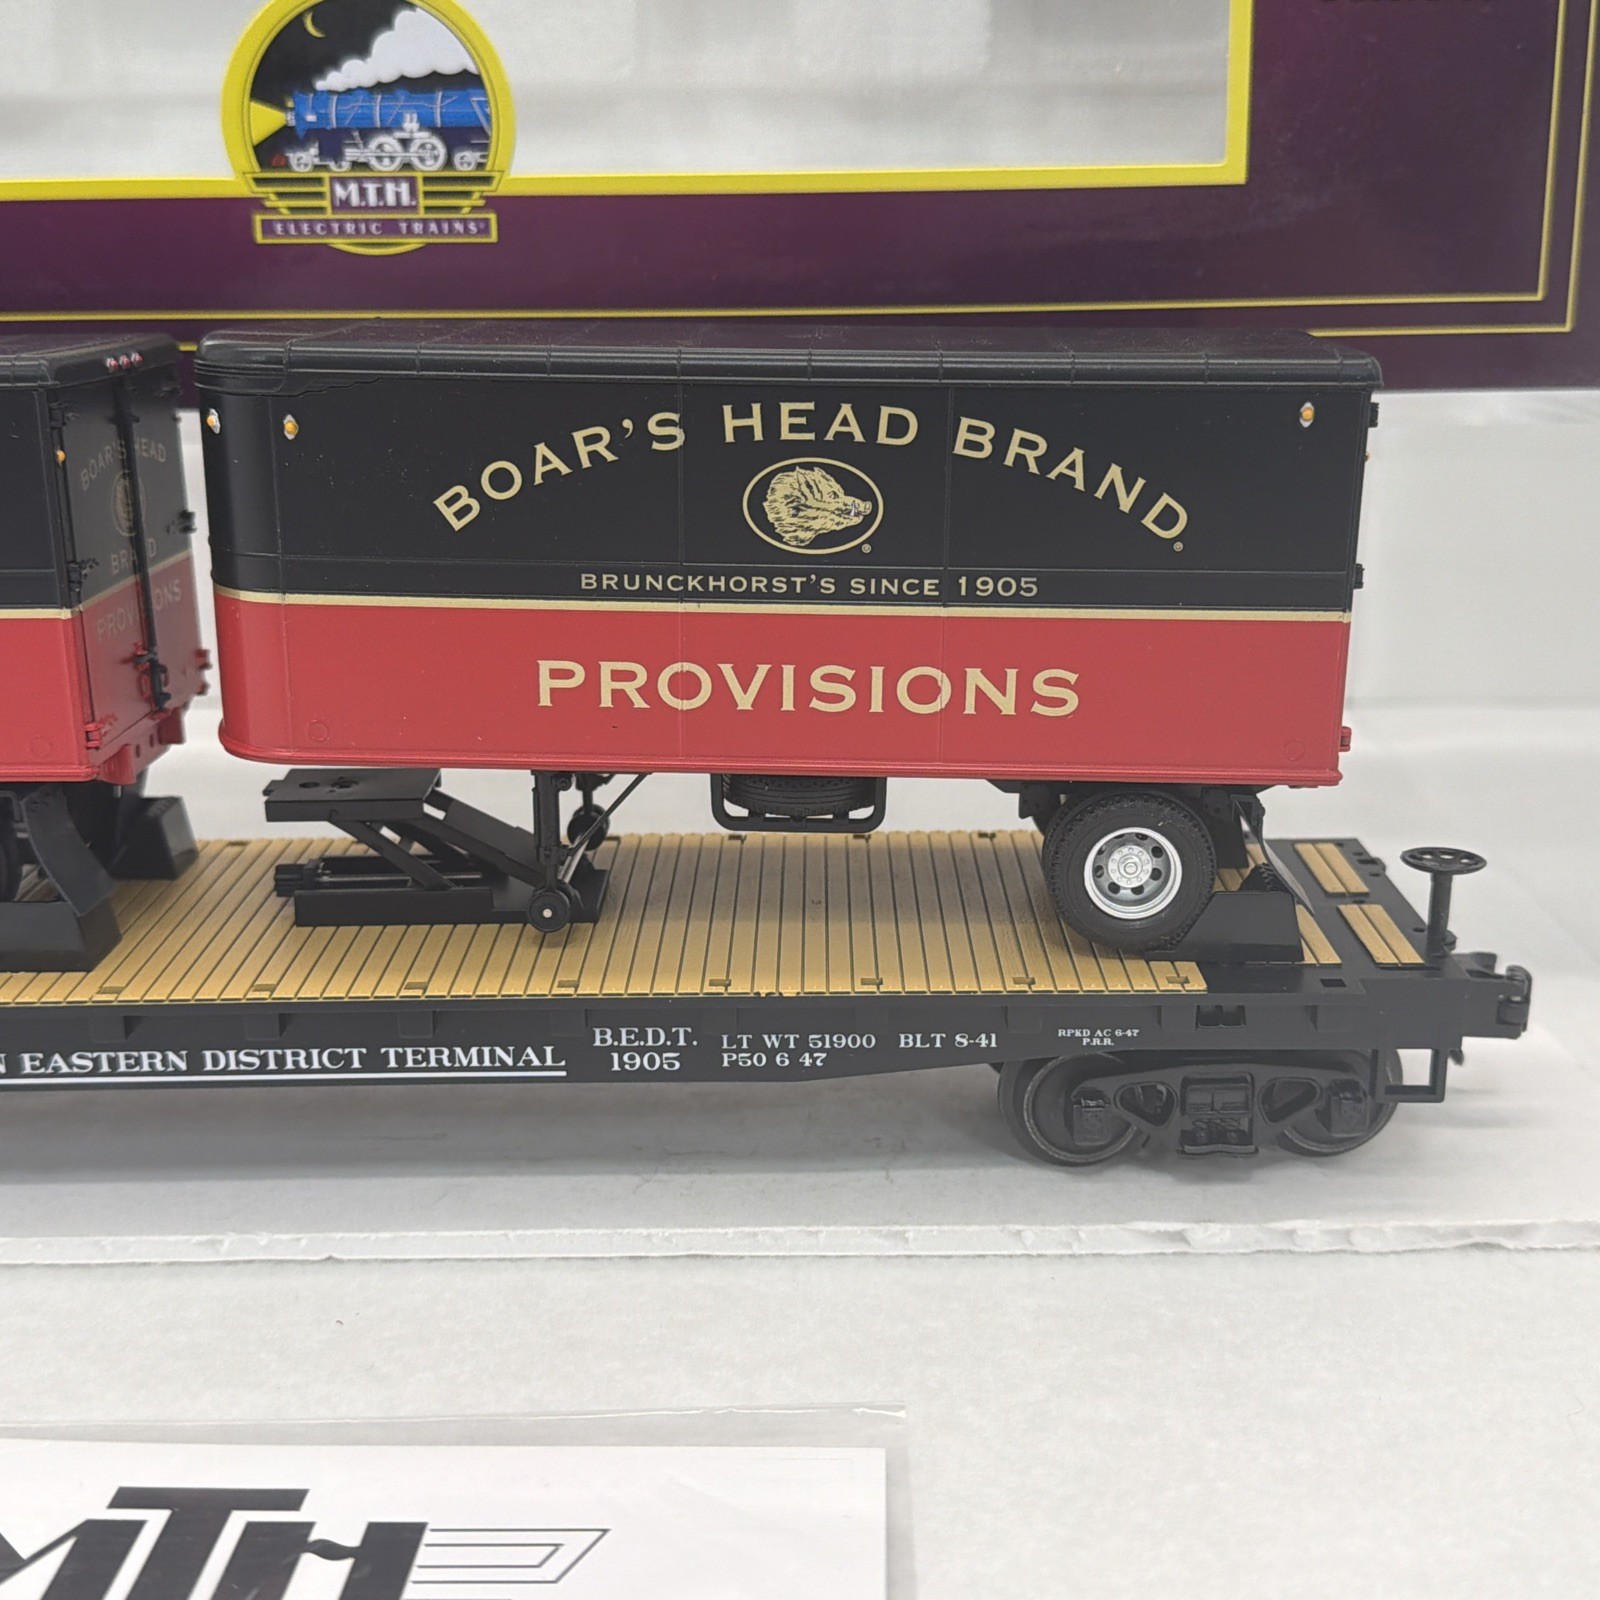 M.T.H.
ELECTRIC TRAINS
BOAR'S HEAD
BRAND
PROVISIONS
BOAR'S HEAD BRAND®
®
BRUNCKHORST'S SINCE 1905
PROVISIONS
N EASTERN DISTRICT TERMINAL
B.E.D.T.
1905
LT WT 51900 BLT 8-41
P50 6 47
RPKD AC 6-47
P.R.R.
MTH